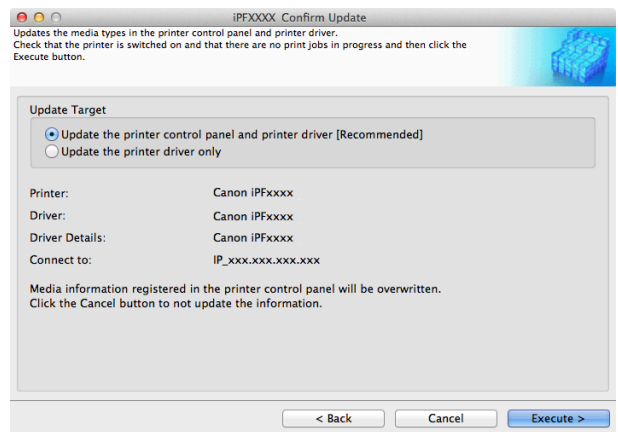 iPFXXXX Confirm Update
Updates the media types in the printer control panel and printer driver.
Check that the printer is switched on and that there are no print jobs in progress and then click the
Execute button.
Update Target
Update the printer control panel and printer driver [Recommended]
Update the printer driver only
Printer: Canon iPFxxxx
Driver: Canon iPFxxxx
Driver Details: Canon iPFxxxx
Connect to: IP_xxx.xxx.xxx.xxx
Media information registered in the printer control panel will be overwritten.
Click the Cancel button to not update the information.
< Back Cancel Execute >